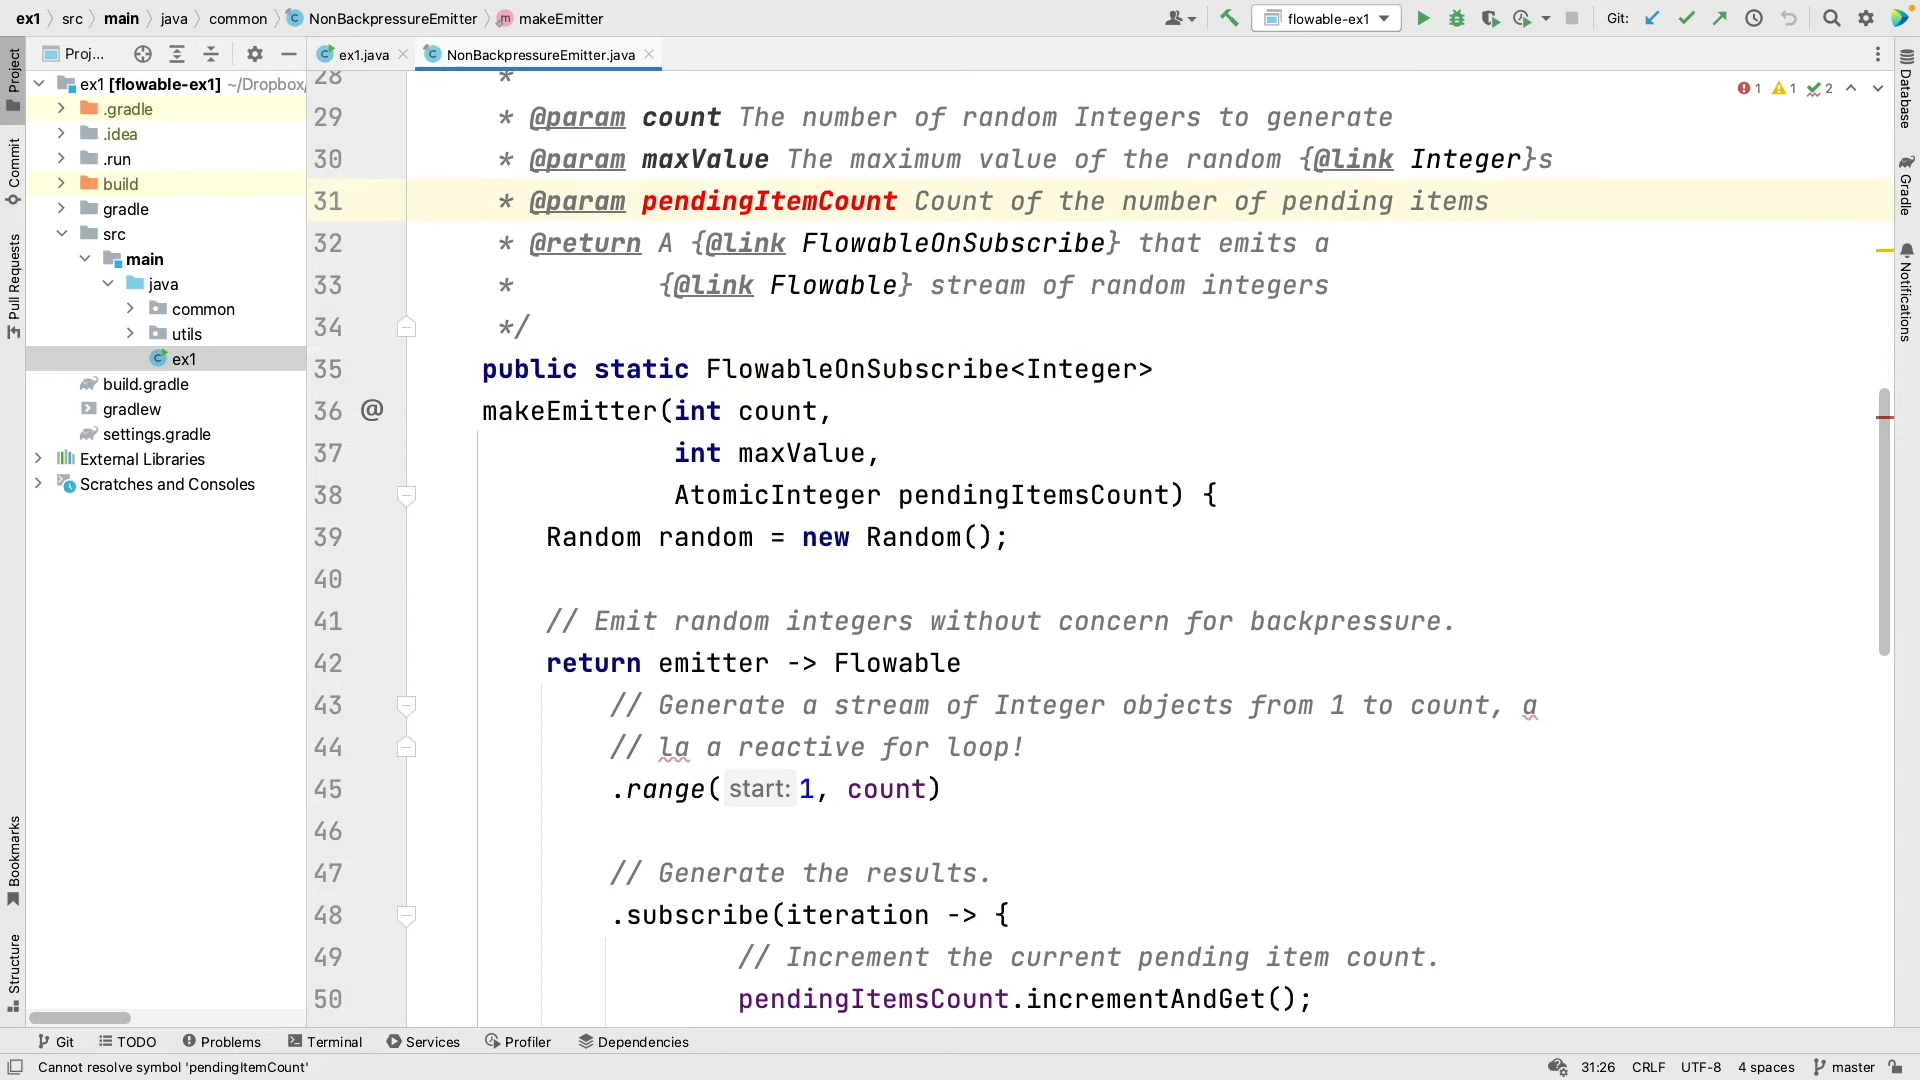 ex1 src main java common NonBackpressureEmitter makeEmitter flowable-ex1 Git:
Proj... ex1.java NonBackpressureEmitter.java
Project
Commit
Pull Requests
Bookmarks
Structure
ex1 [flowable-ex1] ~/Dropbox/
.gradle
.idea
.run
build
gradle
src
main
java
common
utils
ex1
build.gradle
gradlew
settings.gradle
External Libraries
Scratches and Consoles
1 1 2
28 *
29 * @param count The number of random Integers to generate
30 * @param maxValue The maximum value of the random {@link Integer}s
31 * @param pendingItemCount Count of the number of pending items
32 * @return A {@link FlowableOnSubscribe} that emits a
33 * {@link Flowable} stream of random integers
34 */
35 public static FlowableOnSubscribe<Integer>
36 @ makeEmitter(int count,
37 int maxValue,
38 AtomicInteger pendingItemsCount) {
39 Random random = new Random();
40
41 // Emit random integers without concern for backpressure.
42 return emitter -> Flowable
43 // Generate a stream of Integer objects from 1 to count, a
44 // la a reactive for loop!
45 .range( start: 1, count)
46
47 // Generate the results.
48 .subscribe(iteration -> {
49 // Increment the current pending item count.
50 pendingItemsCount.incrementAndGet();
Database
Gradle
Notifications
Git TODO Problems Terminal Services Profiler Dependencies
Cannot resolve symbol 'pendingItemCount' 31:26 CRLF UTF-8 4 spaces master